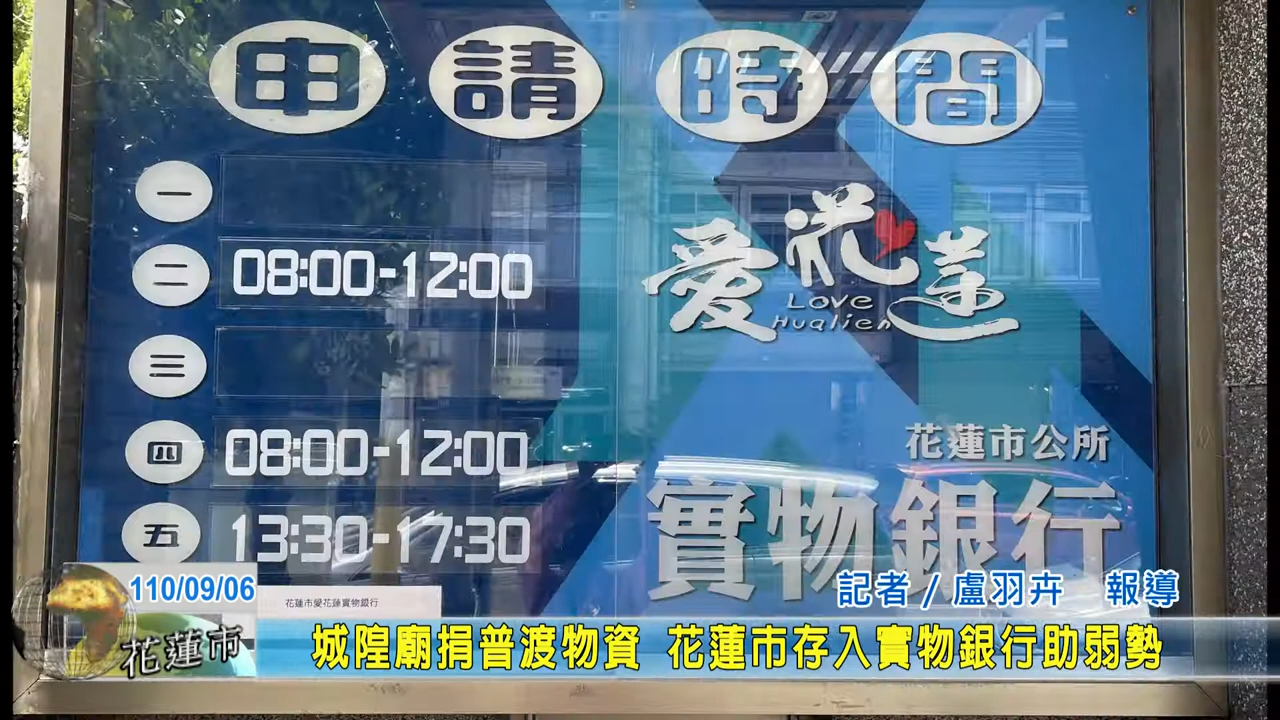 申請時間
一
二 08:00-12:00
三
四 08:00-12:00
五 13:30-17:30
愛花蓮
Love
Hualien
花蓮市公所
實物銀行
110/09/06
花蓮市愛花蓮實物銀行
記者/盧羽卉 報導
花蓮市
城隍廟捐普渡物資 花蓮市存入實物銀行助弱勢